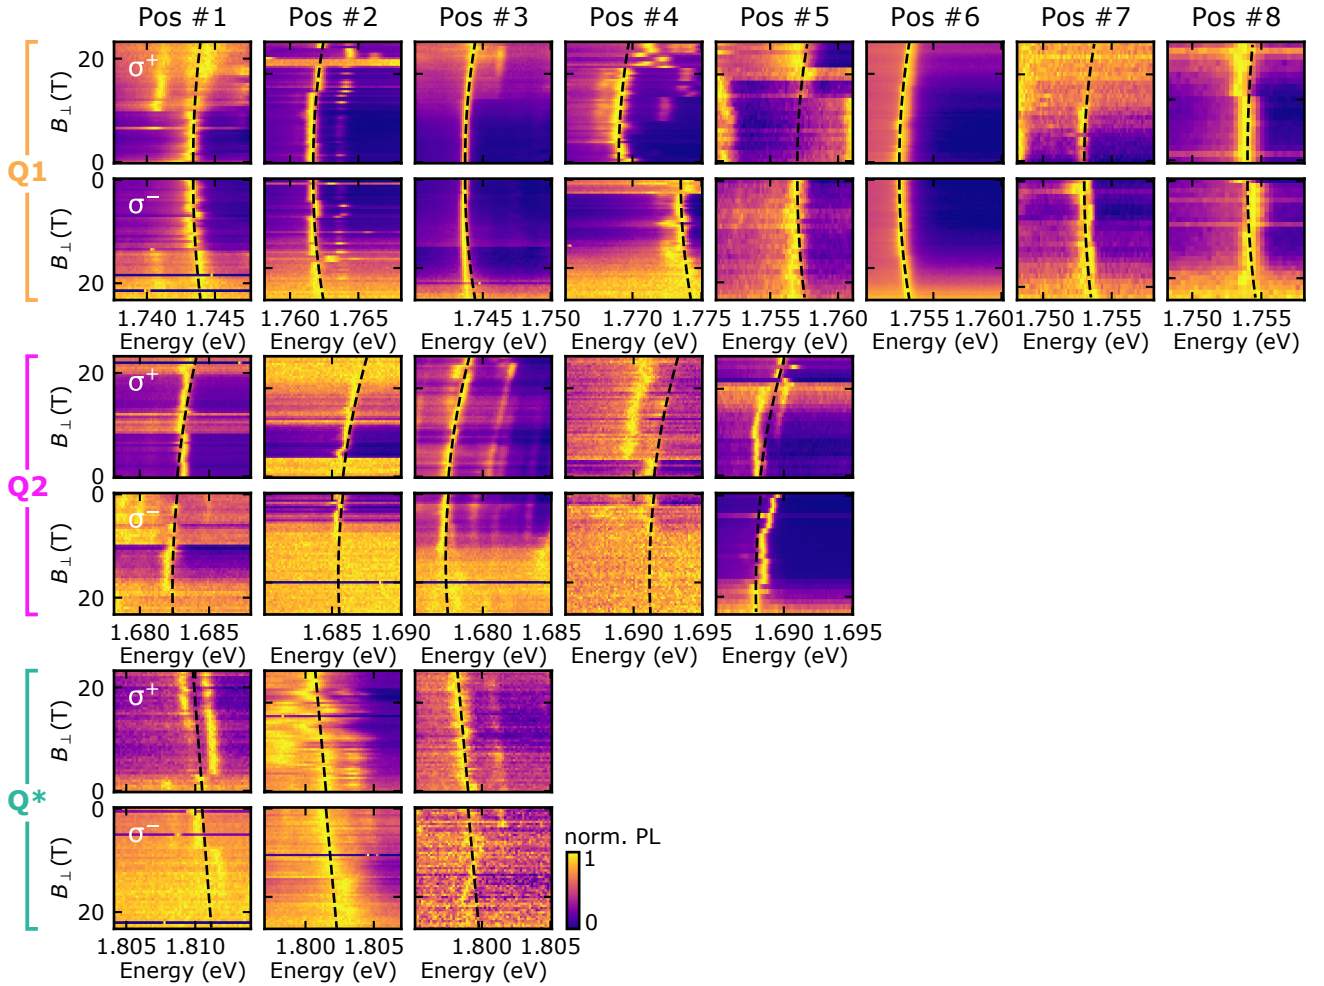 Pos #1 Pos #2 Pos #3 Pos #4 Pos #5 Pos #6 Pos #7 Pos #8
Q1
σ+
B⊥(T)
20
0
σ−
B⊥(T)
0
20
1.740 1.745 1.760 1.765 1.745 1.750 1.770 1.775 1.755 1.760 1.755 1.760 1.750 1.755 1.750 1.755
Energy (eV) Energy (eV) Energy (eV) Energy (eV) Energy (eV) Energy (eV) Energy (eV) Energy (eV)
Q2
σ+
B⊥(T)
20
0
σ−
B⊥(T)
0
20
1.680 1.685 1.685 1.690 1.680 1.685 1.690 1.695 1.690 1.695
Energy (eV) Energy (eV) Energy (eV) Energy (eV) Energy (eV)
Q*
σ+
B⊥(T)
20
0
σ−
B⊥(T)
0
20
norm. PL
1
0
1.805 1.810 1.800 1.805 1.800 1.805
Energy (eV) Energy (eV) Energy (eV)